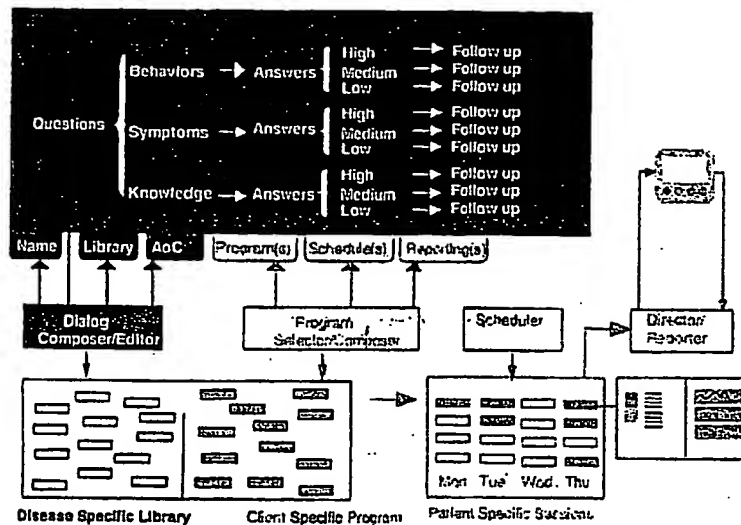 High → Follow up
Behaviors → Answers Medium → Follow up
Low → Follow up
High → Follow up
Questions Symptoms → Answers Medium → Follow up
Low → Follow up
High → Follow up
Knowledge → Answers Medium → Follow up
Low → Follow up
Name Library AoC Program(s) Schedule(s) Reporting(s)
Dialog
Composer/Editor
Program
Selector/Composer
Scheduler
Director/
Reporter
Mon Tue Wed. Thu
Disease Specific Library Client Specific Program Patient Specific Sessions